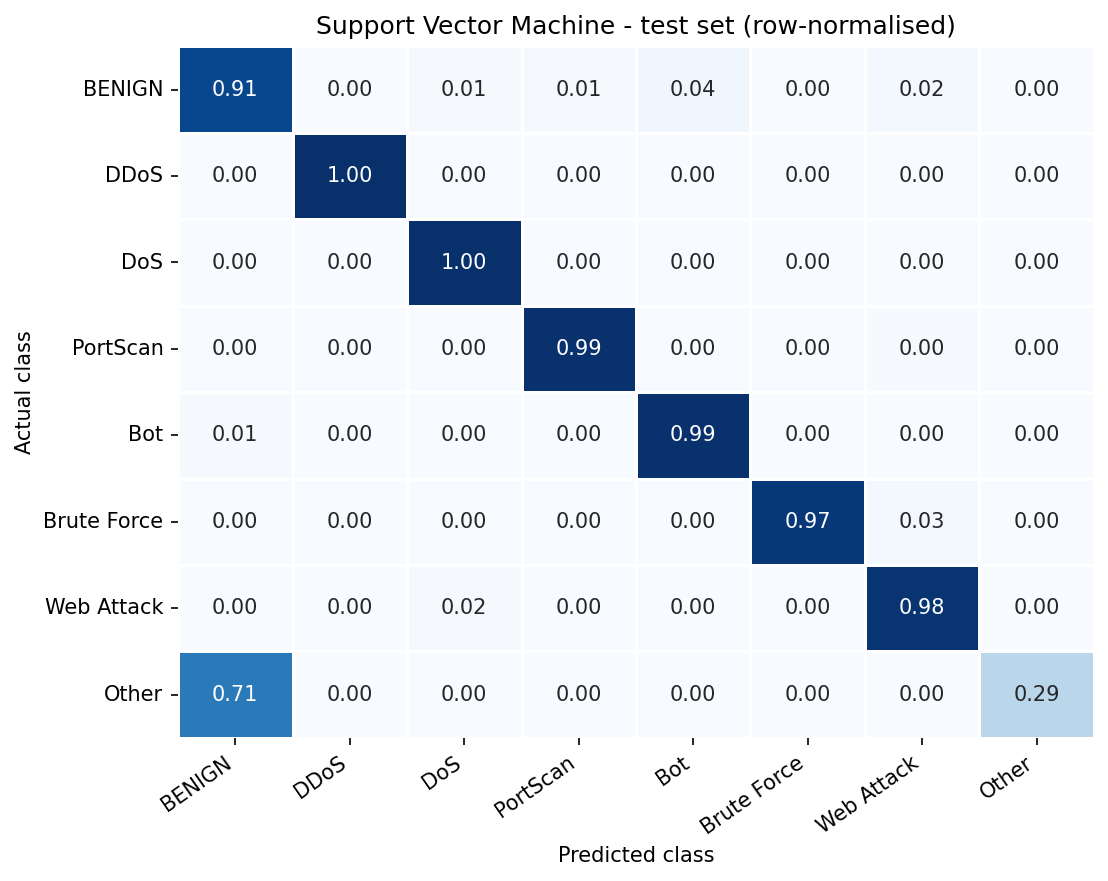 Support Vector Machine - test set (row-normalised)
Actual class
BENIGN 0.91 0.00 0.01 0.01 0.04 0.00 0.02 0.00
DDoS 0.00 1.00 0.00 0.00 0.00 0.00 0.00 0.00
DoS 0.00 0.00 1.00 0.00 0.00 0.00 0.00 0.00
PortScan 0.00 0.00 0.00 0.99 0.00 0.00 0.00 0.00
Bot 0.01 0.00 0.00 0.00 0.99 0.00 0.00 0.00
Brute Force 0.00 0.00 0.00 0.00 0.00 0.97 0.03 0.00
Web Attack 0.00 0.00 0.02 0.00 0.00 0.00 0.98 0.00
Other 0.71 0.00 0.00 0.00 0.00 0.00 0.00 0.29
BENIGN DDoS DoS PortScan Bot Brute Force Web Attack Other
Predicted class